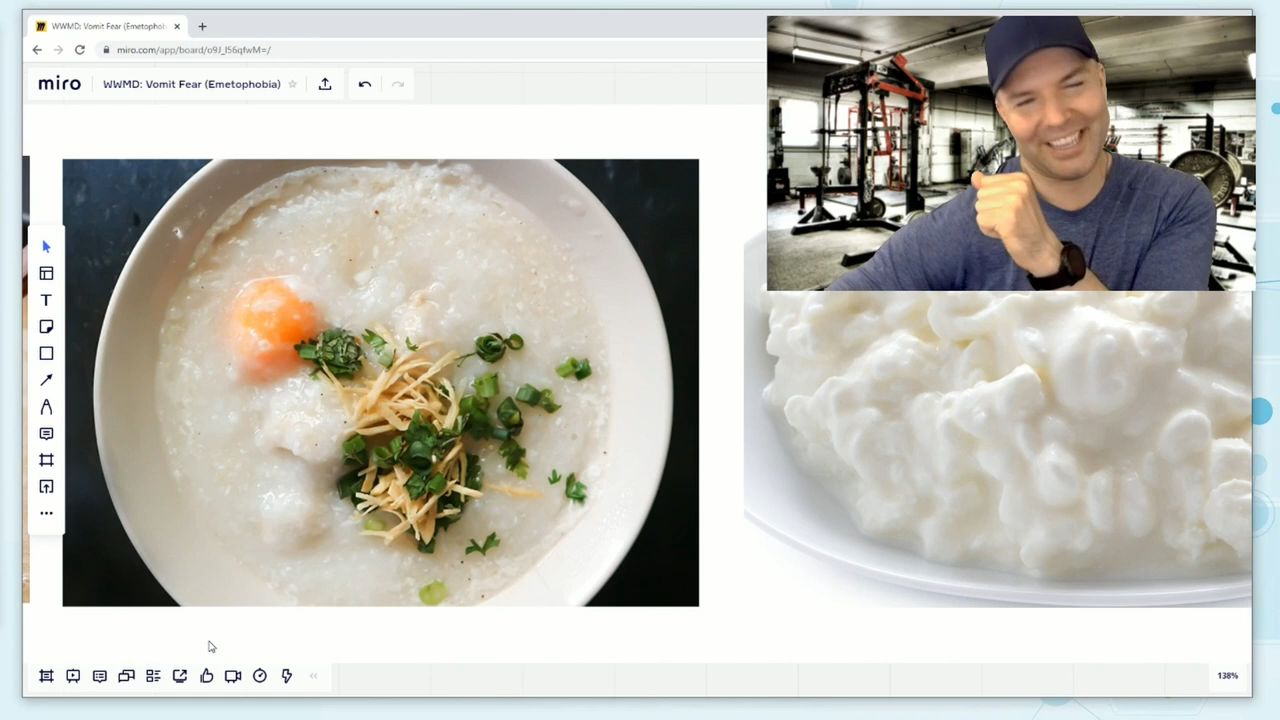 WWMD: Vomit Fear (Emetophob
miro.com/app/board/o9J_l56qfwM=/
miro
WWMD: Vomit Fear (Emetophobia)
138%